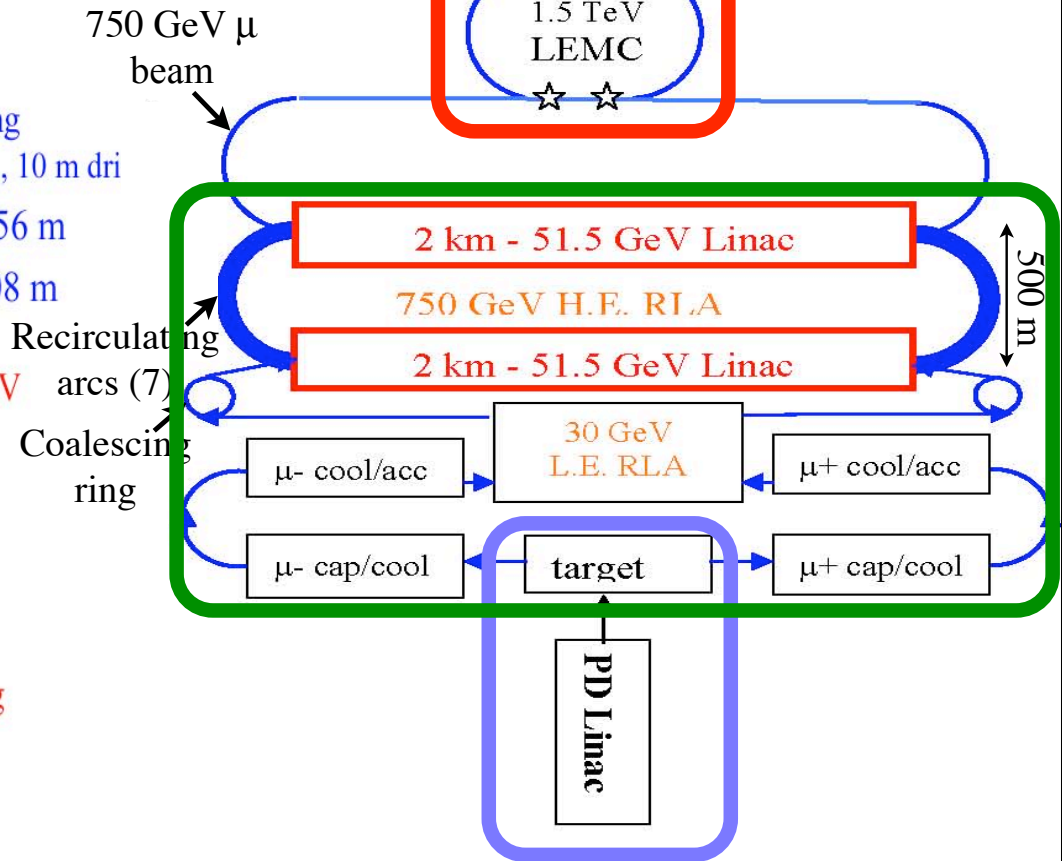 750 GeV μ
beam
1.5 TeV
LEMC
, 10 m dri
56 m
8 m
V
2 km - 51.5 GeV Linac
750 GeV H.E. RLA
500 m
2 km - 51.5 GeV Linac
Recirculating
arcs (7)
Coalescing
ring
30 GeV
L.E. RLA
μ- cool/acc
μ+ cool/acc
μ- cap/cool
target
μ+ cap/cool
PD Linac